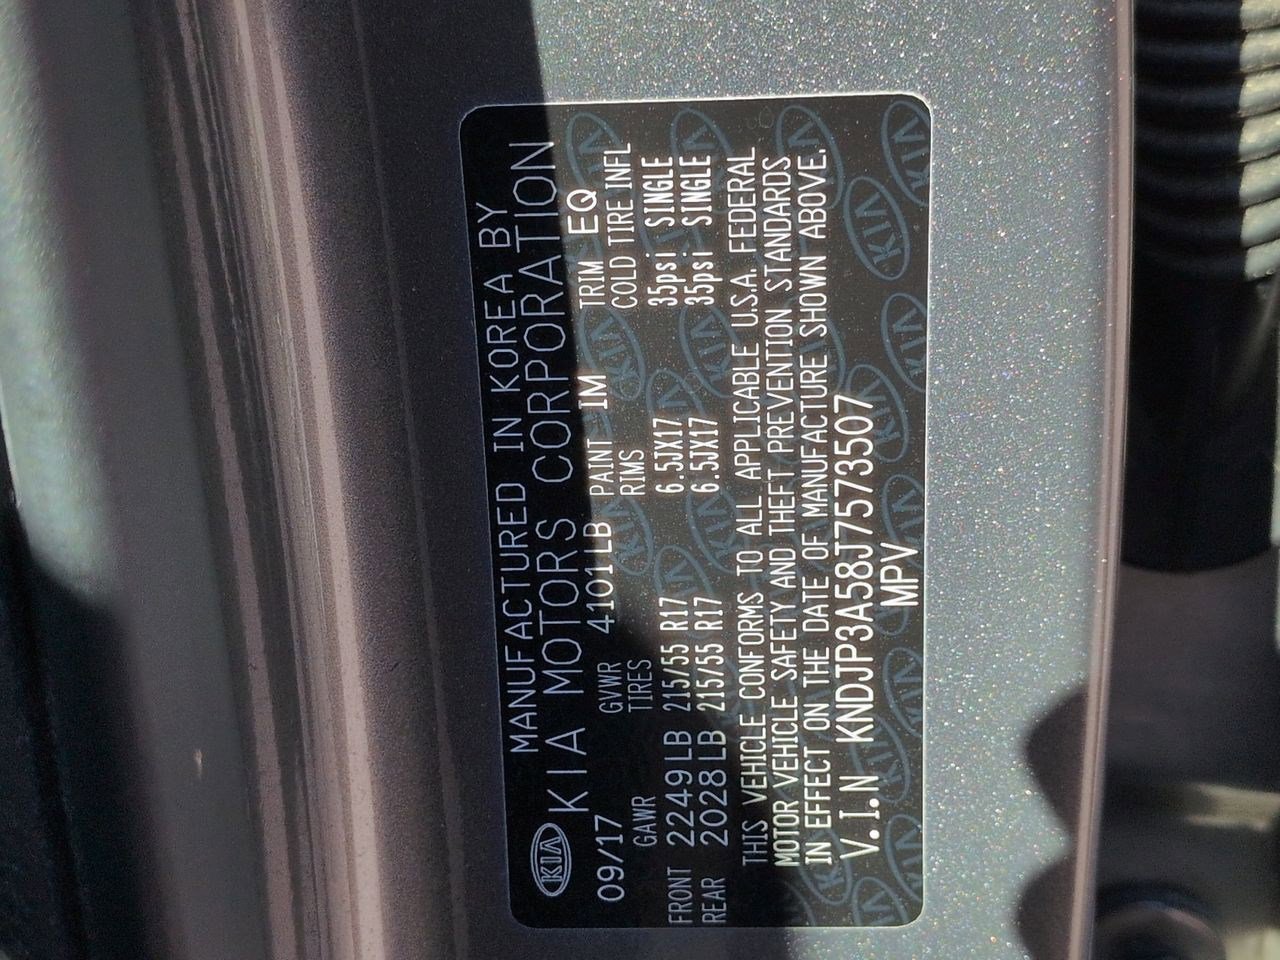 KIA
MANUFACTURED IN KOREA BY
KIA MOTORS CORPORATION
09/17 GVWR 4101LB PAINT IM TRIM EQ
GAWR TIRES RIMS COLD TIRE INFL
FRONT 2249LB 215/55 R17 6.5JX17 35psi SINGLE
REAR 2028LB 215/55 R17 6.5JX17 35psi SINGLE
THIS VEHICLE CONFORMS TO ALL APPLICABLE U.S.A. FEDERAL
MOTOR VEHICLE SAFETY AND THEFT PREVENTION STANDARDS
IN EFFECT ON THE DATE OF MANUFACTURE SHOWN ABOVE.
V.I.N KNDJP3A58J7573507
MPV